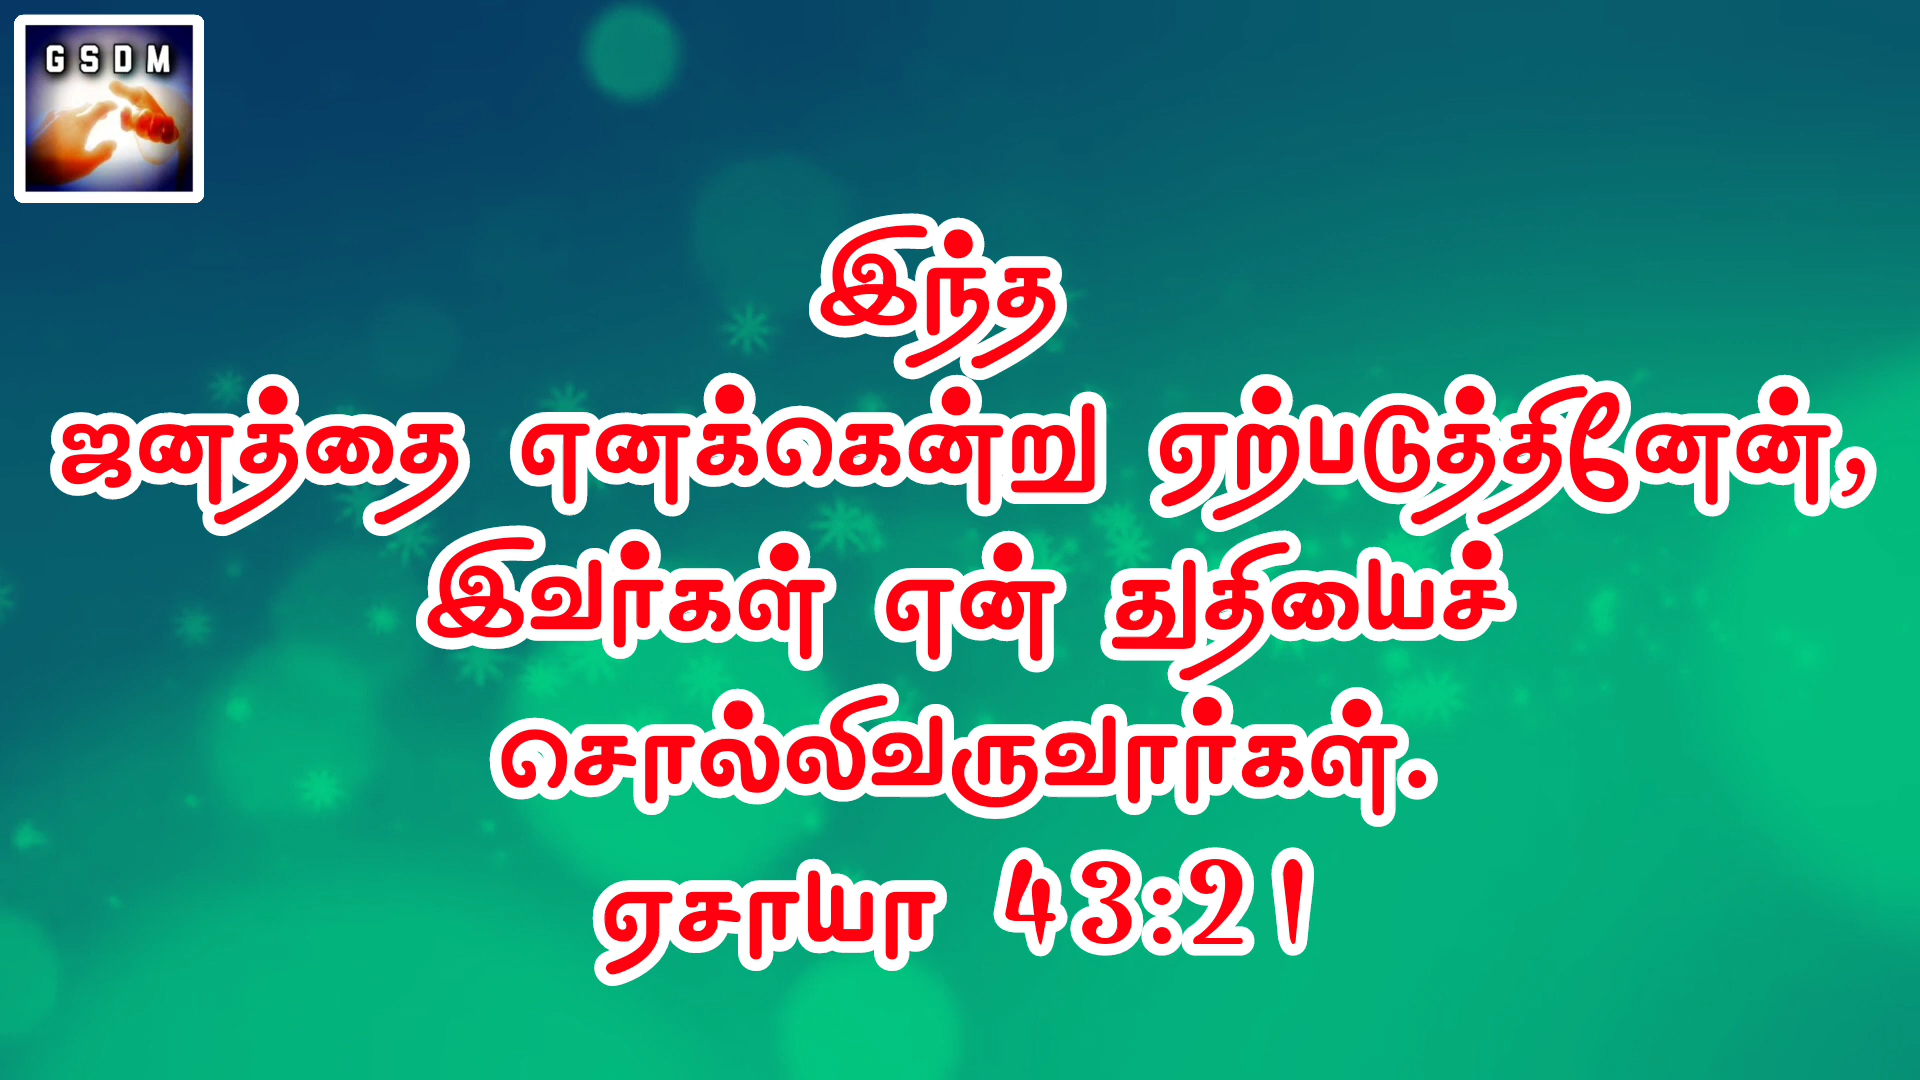 GSDM
இந்த
ஜனத்தை எனக்கென்று ஏற்படுத்தினேன்,
இவர்கள் என் துதியைச்
சொல்லிவருவார்கள்.
ஏசாயா 43:21